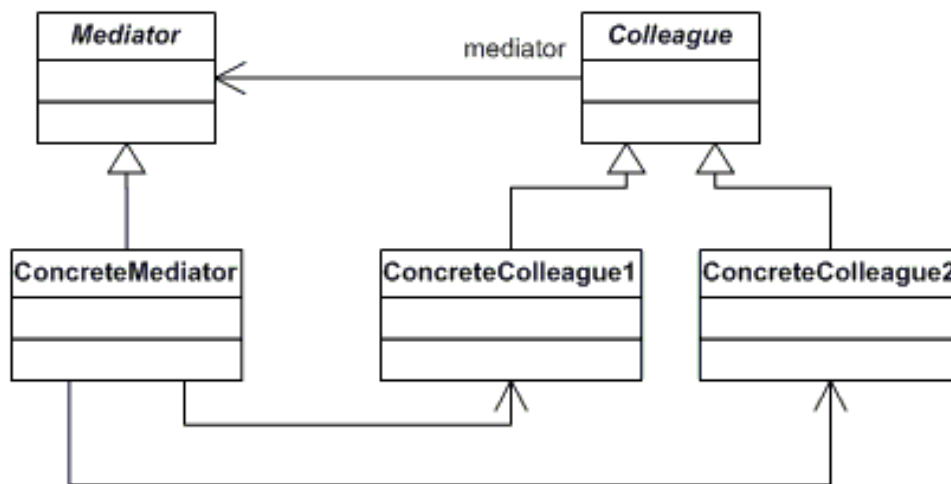 Mediator
mediator
Colleague
ConcreteMediator
ConcreteColleague1
ConcreteColleague2